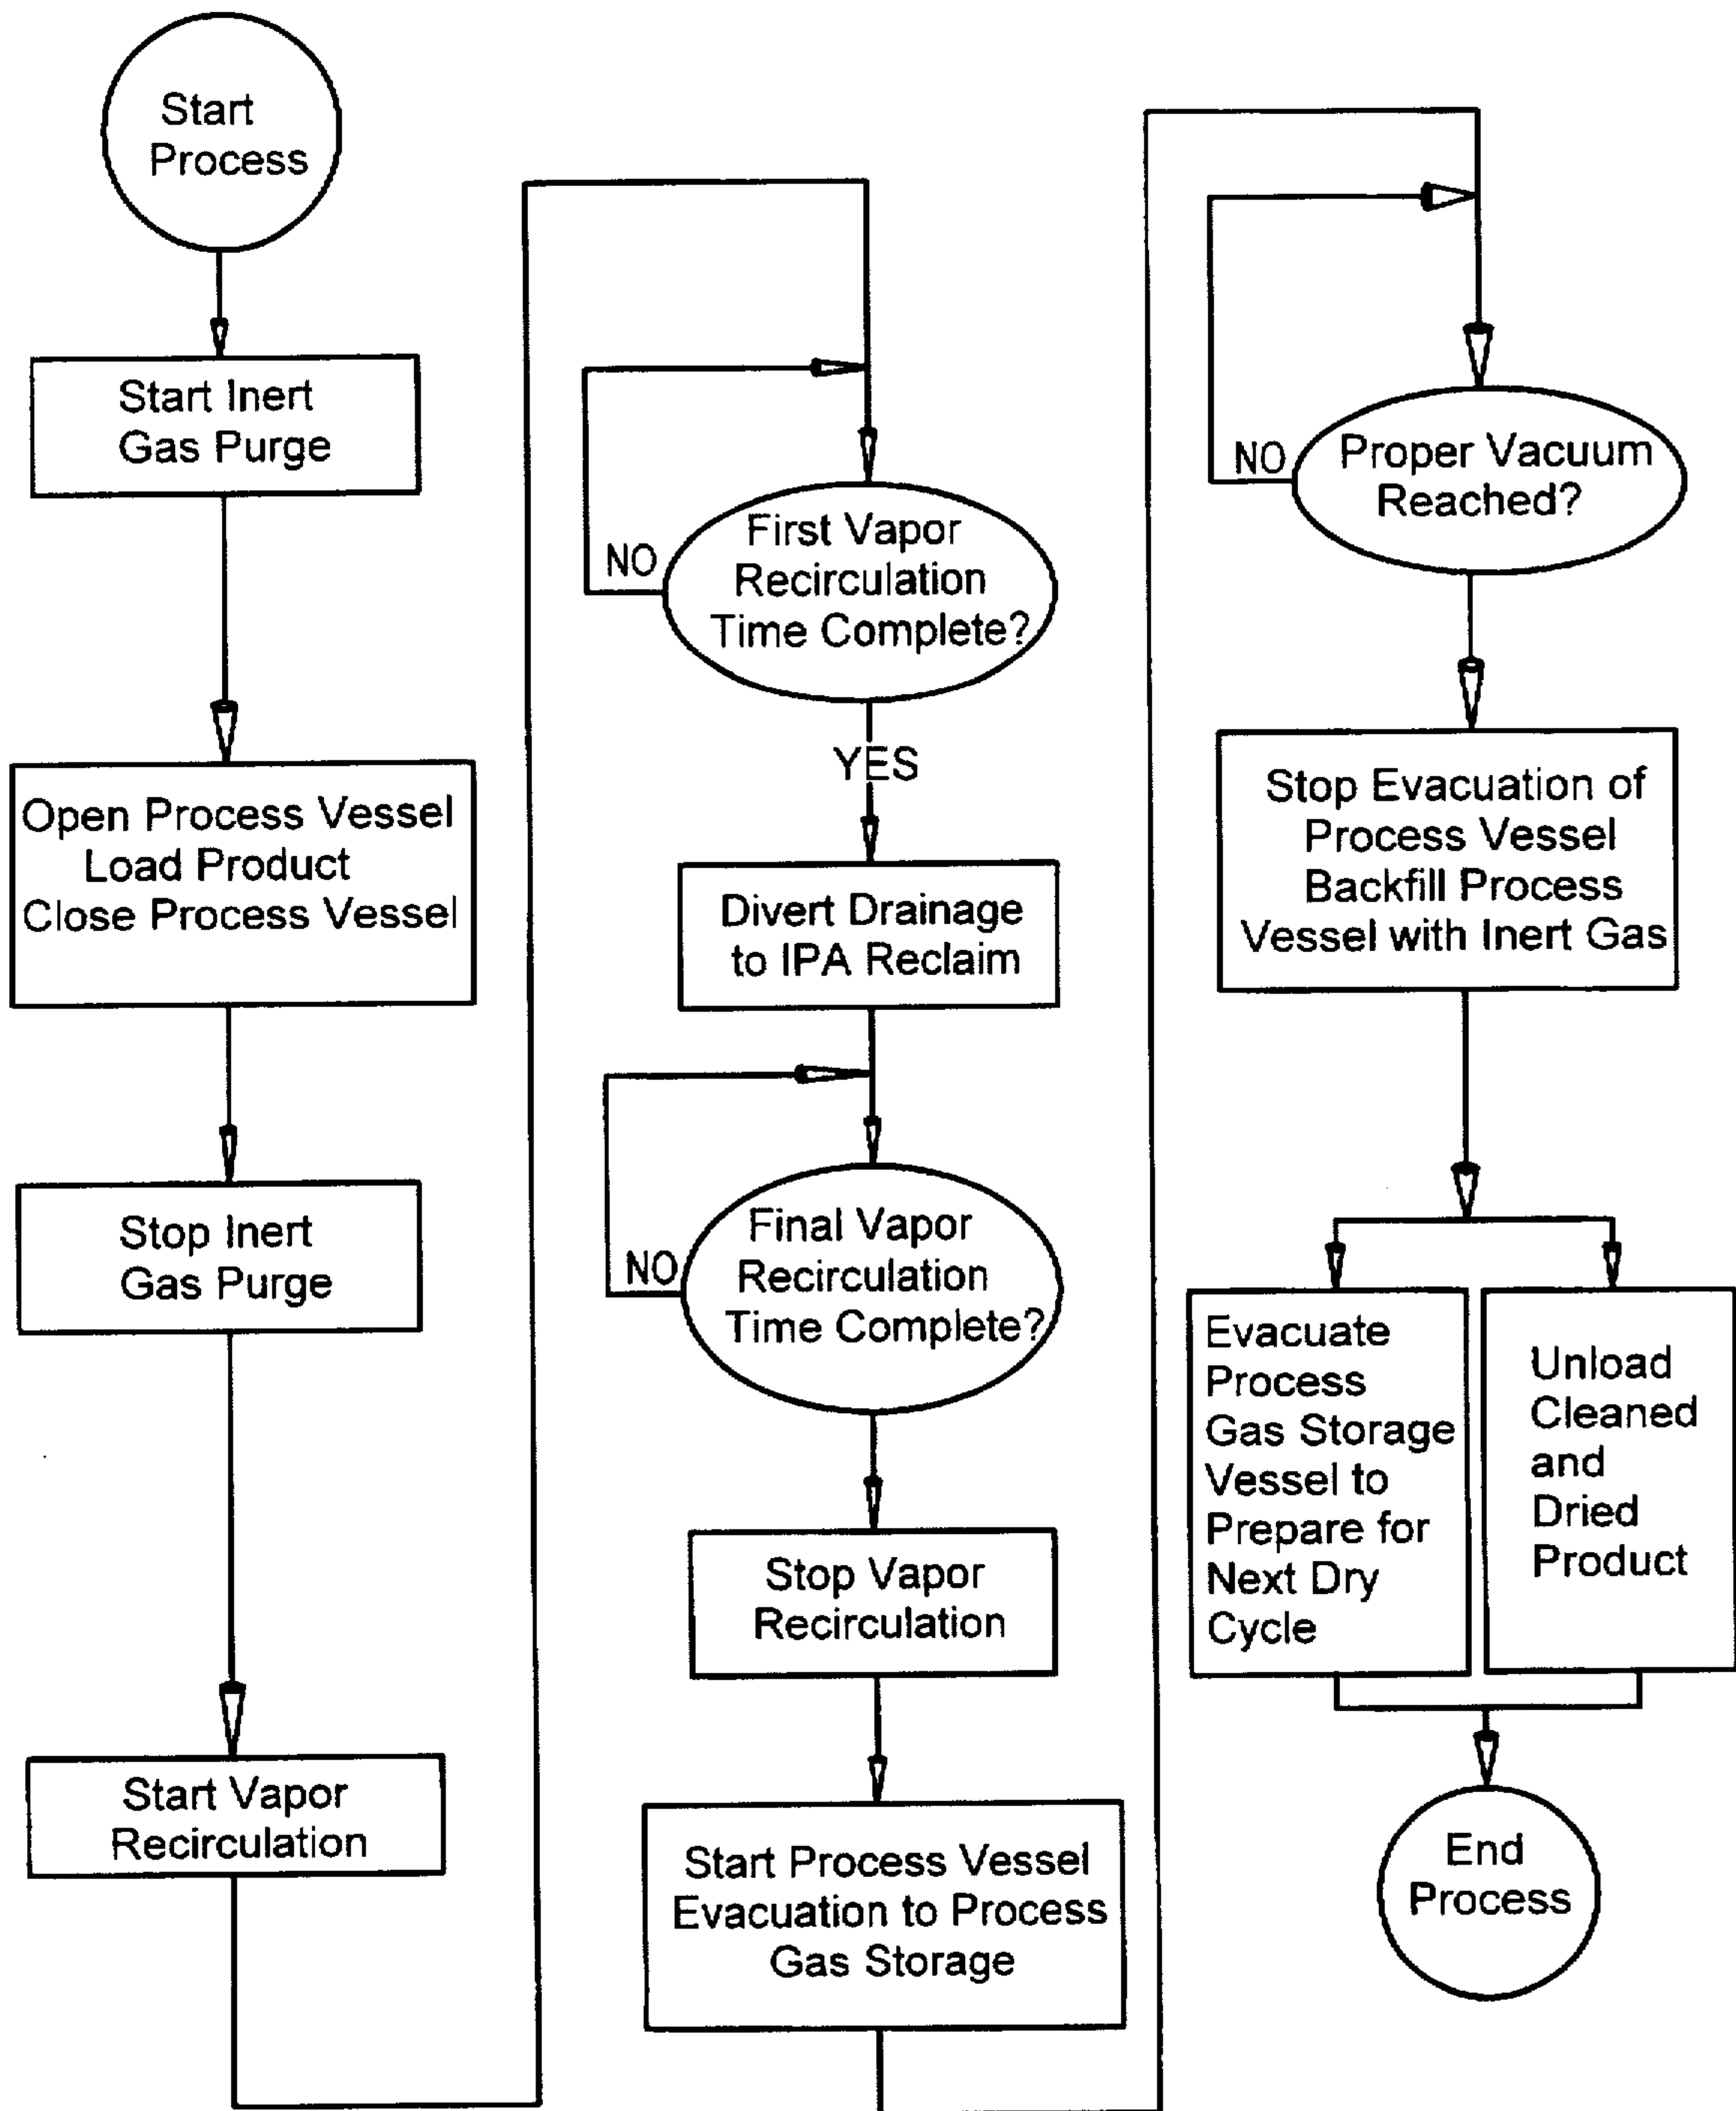 Start
Process
Start Inert
Gas Purge
Open Process Vessel
Load Product
Close Process Vessel
Stop Inert
Gas Purge
Start Vapor
Recirculation
First Vapor
Recirculation
Time Complete?
NO
YES
Divert Drainage
to IPA Reclaim
Final Vapor
Recirculation
Time Complete?
NO
Stop Vapor
Recirculation
Start Process Vessel
Evacuation to Process
Gas Storage
Proper Vacuum
Reached?
NO
Stop Evacuation of
Process Vessel
Backfill Process
Vessel with Inert Gas
Evacuate
Process
Gas Storage
Vessel to
Prepare for
Next Dry
Cycle
Unload
Cleaned
and
Dried
Product
End
Process